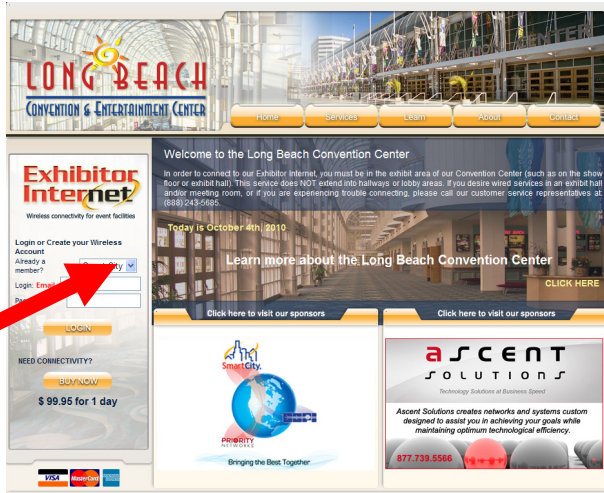 LONG BEACH
CONVENTION & ENTERTAINMENT CENTER
Home
Services
Learn
About
Contact
Exhibitor
Internet
Wireless connectivity for event facilities
Login or Create your Wireless
Account
Already a
member?
City
Login: Email
LOGIN
NEED CONNECTIVITY?
BUY NOW
$ 99.95 for 1 day
VISA
MasterCard
Welcome to the Long Beach Convention Center
In order to connect to our Exhibitor Internet, you must be in the exhibit area of our Convention Center (such as on the show
floor or exhibit hall). This service does NOT extend into hallways or lobby areas. If you desire wired services in an exhibit hall
and/or meeting room, or if you are experiencing trouble connecting, please call our customer service representatives at:
(888) 243-5685.
Today is October 4th, 2010
Learn more about the Long Beach Convention Center
CLICK HERE
Click here to visit our sponsors
SmartCity.
PRIORITY
NETWORKS
Bringing the Best Together
Click here to visit our sponsors
ascent
SOLUTIONS
Technology Solutions at Business Speed
Ascent Solutions creates networks and systems custom
designed to assist you in achieving your goals while
maintaining optimum technological efficiency.
877.739.5566